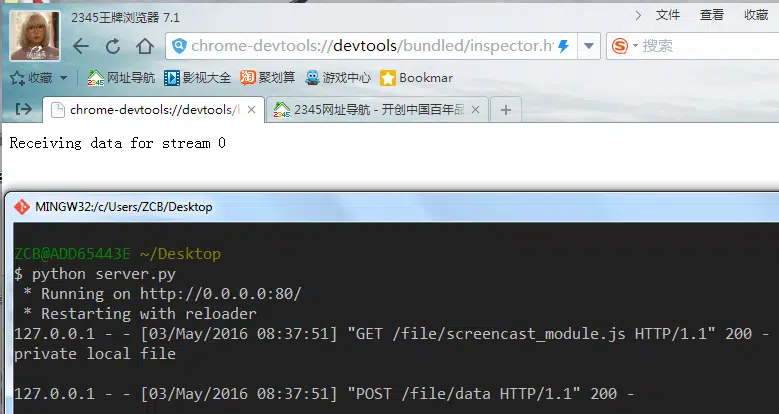 2345王牌浏览器 7.1
文件 查看 收藏
chrome-devtools://devtools/bundled/inspector.h
搜索
收藏 网址导航 影视大全 聚划算 游戏中心 Bookmar
chrome-devtools://devtools/
2345网址导航 - 开创中国百年品
Receiving data for stream 0
MINGW32:/c/Users/ZCB/Desktop
ZCB@ADD65443E ~/Desktop
$ python server.py
* Running on http://0.0.0.0:80/
* Restarting with reloader
127.0.0.1 - - [03/May/2016 08:37:51] "GET /file/screencast_module.js HTTP/1.1" 200 -
private local file
127.0.0.1 - - [03/May/2016 08:37:51] "POST /file/data HTTP/1.1" 200 -